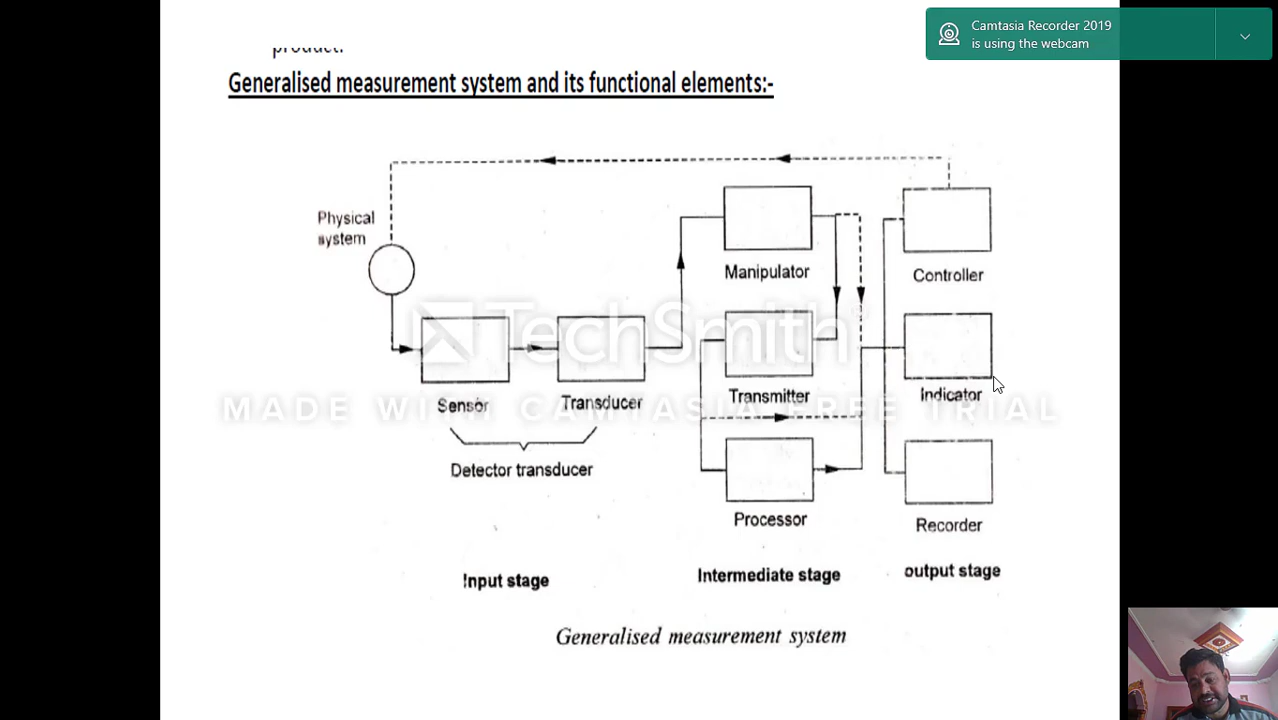 Camtasia Recorder 2019
is using the webcam
product.
Generalised measurement system and its functional elements:-
Physical
system
Manipulator
Controller
TechSmith
Transmitter
Indicator
Sensor
Transducer
MADE WITH CAMTASIA FREE TRIAL
Detector transducer
Processor
Recorder
Input stage
Intermediate stage
output stage
Generalised measurement system